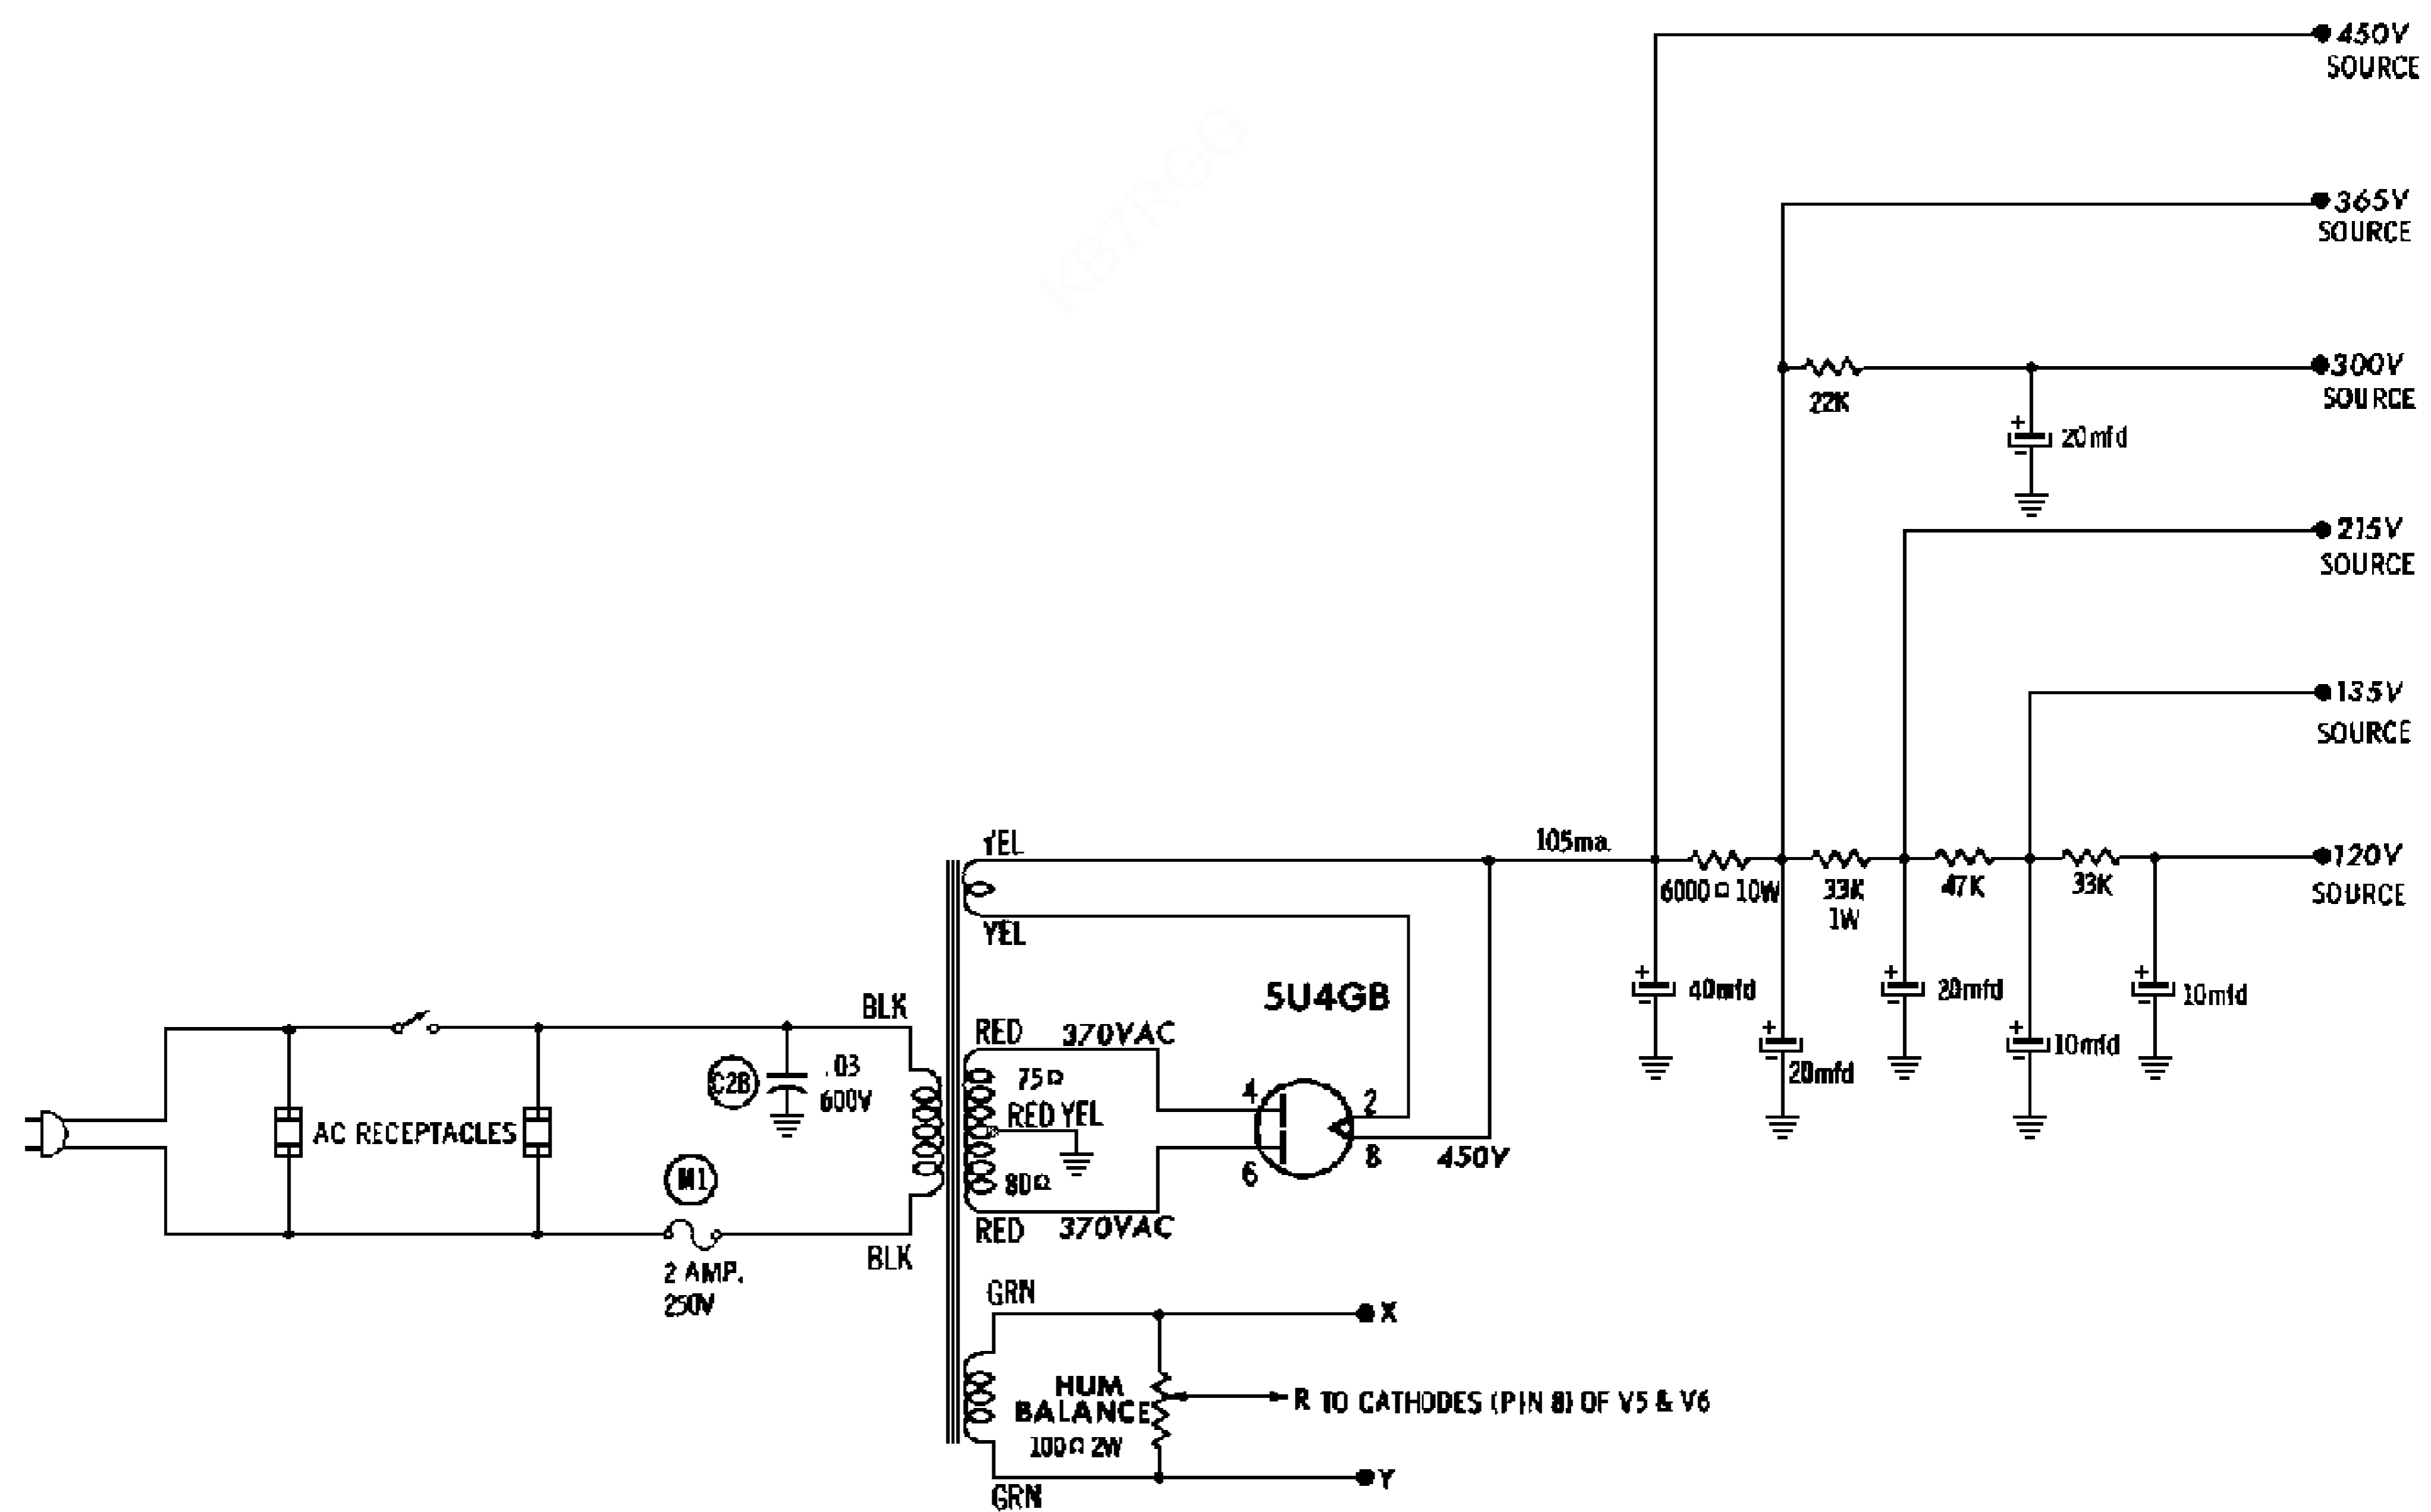 450V
SOURCE
KB7RGG
365V
SOURCE
300V
SOURCE
22K
+
20mfd
-
215V
SOURCE
135V
SOURCE
YEL
105ma.
120V
SOURCE
6000Ω 10W
33K
1W
47K
33K
YEL
5U4GB
+
40mfd
-
+
20mfd
-
+
20mfd
-
+
10mfd
-
+
10mfd
-
BLK
RED
370VAC
C2B
.03
600V
75Ω
RED YEL
4
2
AC RECEPTACLES
M1
80Ω
6
8
450V
RED
370VAC
BLK
2 AMP.
250V
GRN
X
HUM
BALANCE
100Ω 2W
R TO CATHODES (PIN 8) OF V5 & V6
Y
GRN